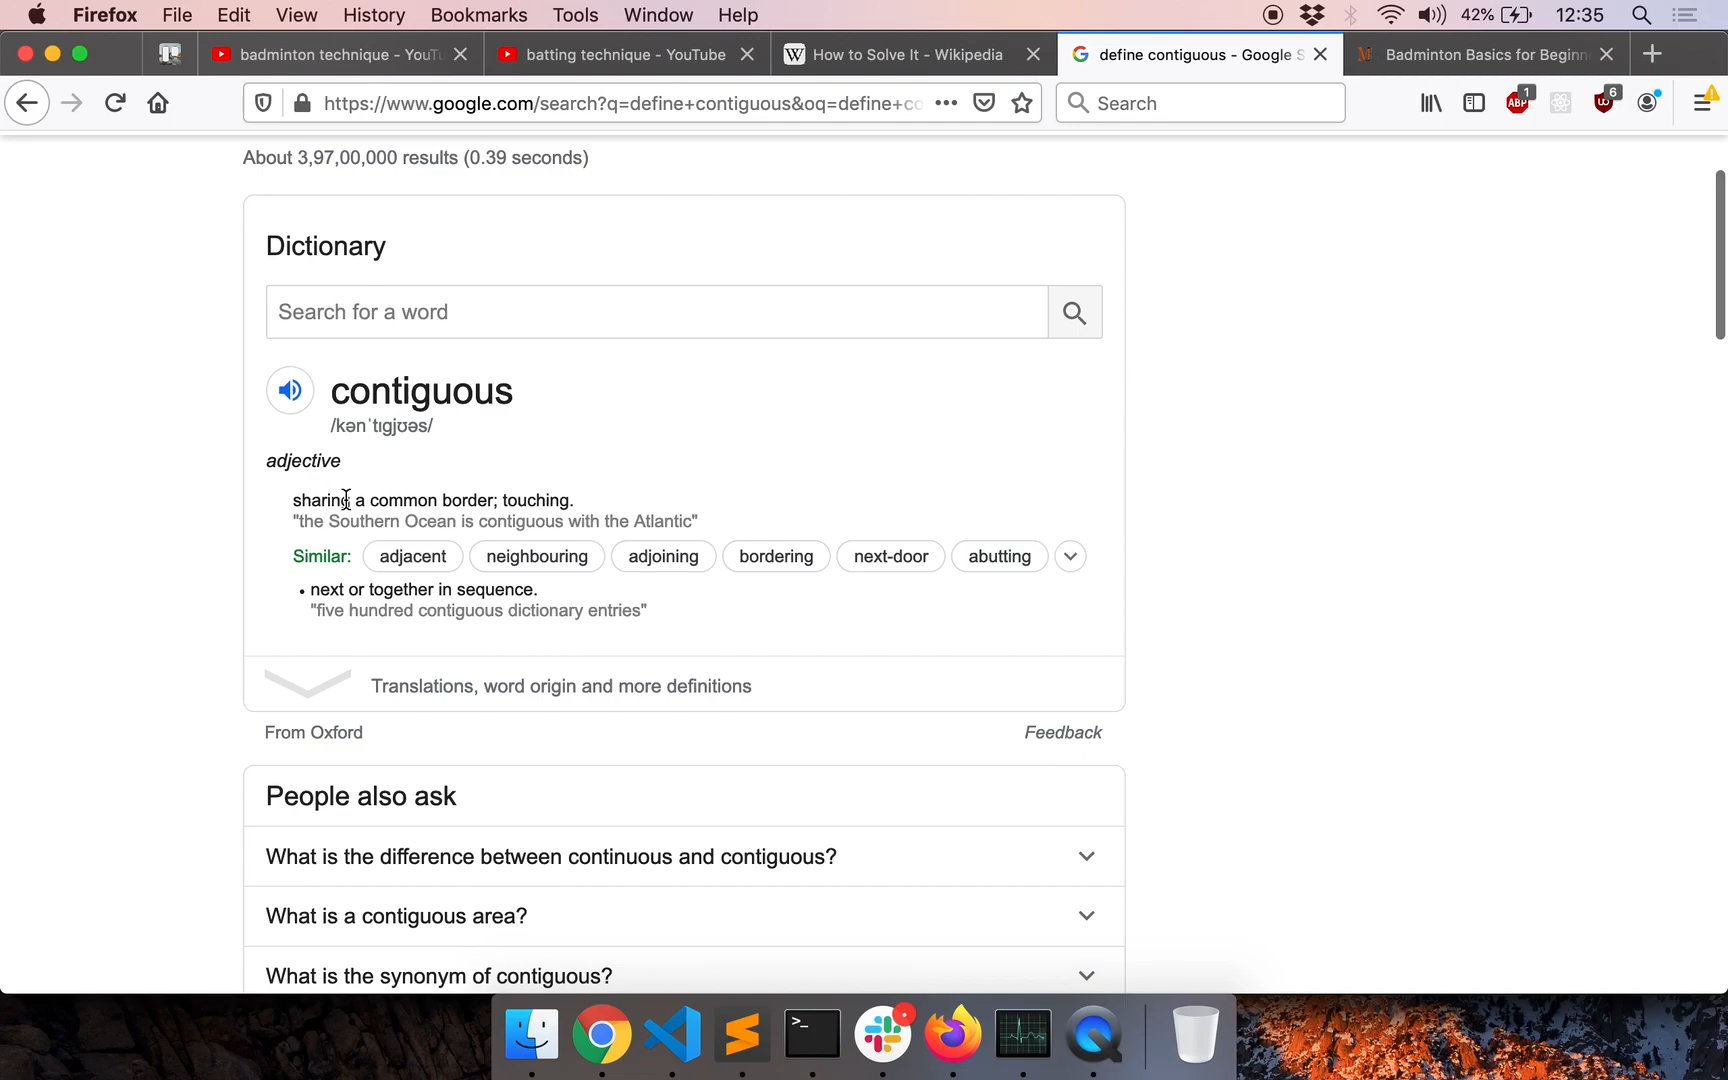 Firefox File Edit View History Bookmarks Tools Window Help 42% 12:35
badminton technique - YouTu batting technique - YouTube How to Solve It - Wikipedia define contiguous - Google S Badminton Basics for Beginn
https://www.google.com/search?q=define+contiguous&oq=define+co Search ABP 1 6
About 3,97,00,000 results (0.39 seconds)
Dictionary
Search for a word
contiguous
/kənˈtɪɡjʊəs/
adjective
sharing a common border; touching.
"the Southern Ocean is contiguous with the Atlantic"
Similar: adjacent neighbouring adjoining bordering next-door abutting
• next or together in sequence.
"five hundred contiguous dictionary entries"
Translations, word origin and more definitions
From Oxford Feedback
People also ask
What is the difference between continuous and contiguous?
What is a contiguous area?
What is the synonym of contiguous?